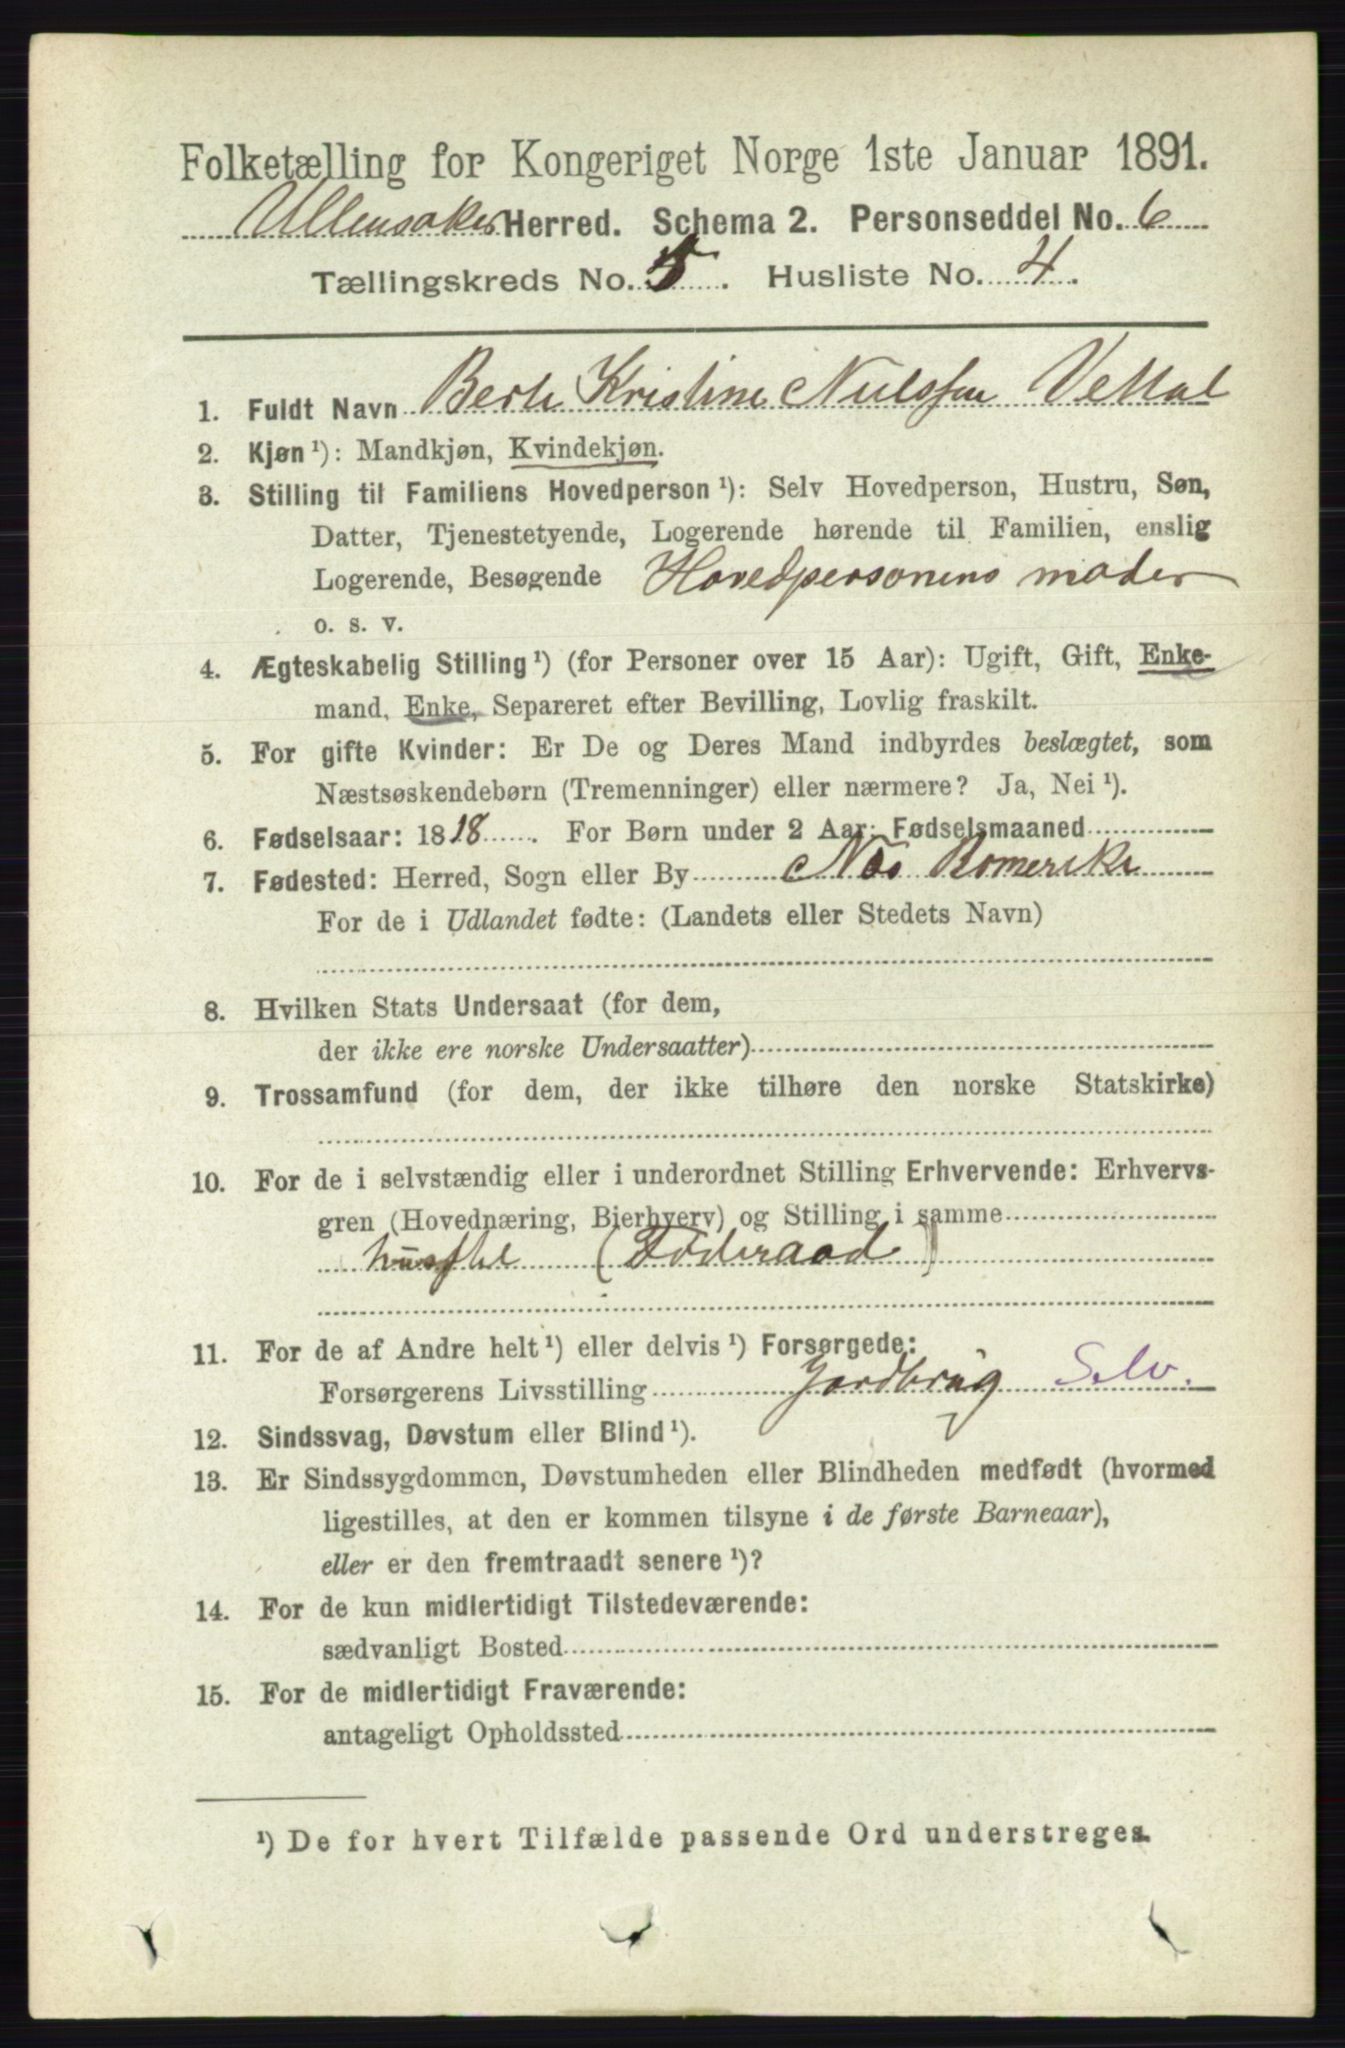 Folketælling for Kongeriget Norge 1ste Januar 1891.
Ullensaker Herred. Schema 2. Personseddel No. 6
Tællingskreds No. 5. Husliste No. 4.
1. Fuldt Navn Berte Kristine Nielsen Vettal
2. Kjøn ¹): Mandkjøn, Kvindekjøn.
3. Stilling til Familiens Hovedperson ¹): Selv Hovedperson, Hustru, Søn,
Datter, Tjenestetyende, Logerende hørende til Familien, enslig
Logerende, Besøgende Hovedpersonens moder
o. s. v.
4. Ægteskabelig Stilling ¹) (for Personer over 15 Aar): Ugift, Gift, Enke-
mand, Enke, Separeret efter Bevilling, Lovlig fraskilt.
5. For gifte Kvinder: Er De og Deres Mand indbyrdes beslægtet, som
Næstsøskendebørn (Tremenninger) eller nærmere? Ja, Nei ¹).
6. Fødselsaar: 1818. For Børn under 2 Aar: Fødselsmaaned
7. Fødested: Herred, Sogn eller By Næs Romerike
For de i Udlandet fødte: (Landets eller Stedets Navn)
8. Hvilken Stats Undersaat (for dem,
der ikke ere norske Undersaatter)
9. Trossamfund (for dem, der ikke tilhøre den norske Statskirke)
10. For de i selvstændig eller i underordnet Stilling Erhvervende: Erhvervs-
gren (Hovednæring, Bierhverv) og Stilling i samme
(Føderaad)
11. For de af Andre helt ¹) eller delvis ¹) Forsørgede:
Forsørgerens Livsstilling Jordbrug Selv.
12. Sindssvag, Døvstum eller Blind ¹).
13. Er Sindssygdommen, Døvstumheden eller Blindheden medfødt (hvormed
ligestilles, at den er kommen tilsyne i de første Barneaar),
eller er den fremtraadt senere ¹)?
14. For de kun midlertidigt Tilstedeværende:
sædvanligt Bosted
15. For de midlertidigt Fraværende:
antageligt Opholdssted
¹) De for hvert Tilfælde passende Ord understreges.